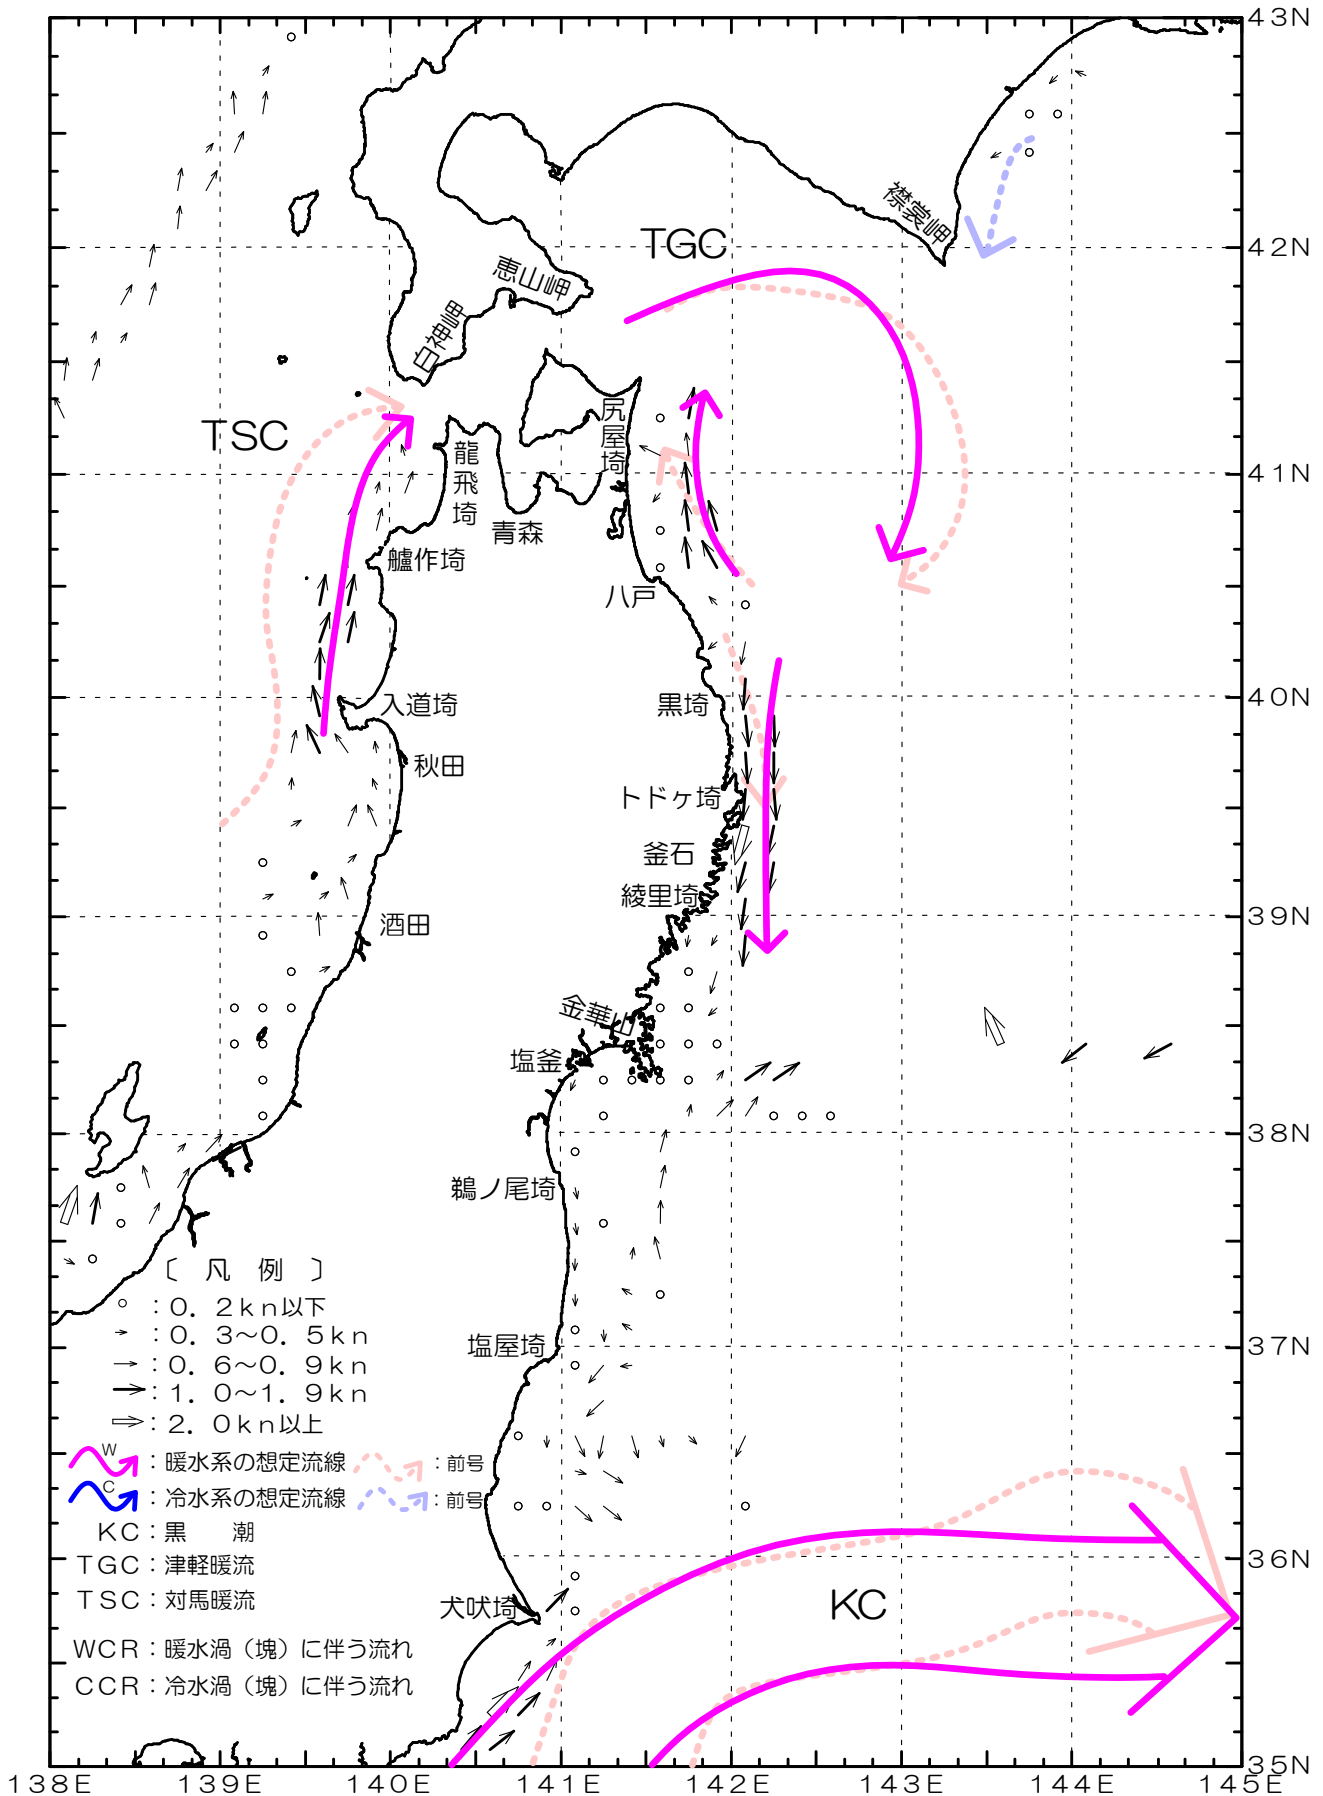 43N
襟裳岬
TGC
42N
恵山岬
白神岬
TSC
尻屋埼
龍飛埼
41N
青森
艫作埼
八戸
入道埼
黒埼
40N
秋田
トドヶ埼
釜石
綾里埼
39N
酒田
金華山
塩釜
38N
鵜ノ尾埼
〔 凡 例 〕
：0．2kn以下
：0．3～0．5kn
：0．6～0．9kn
：1．0～1．9kn
：2．0kn以上
塩屋埼
37N
W ：暖水系の想定流線 ：前号
C ：冷水系の想定流線 ：前号
KC：黒 潮
TGC：津軽暖流
TSC：対馬暖流
36N
犬吠埼
KC
WCR：暖水渦（塊）に伴う流れ
CCR：冷水渦（塊）に伴う流れ
35N
138E 139E 140E 141E 142E 143E 144E 145E